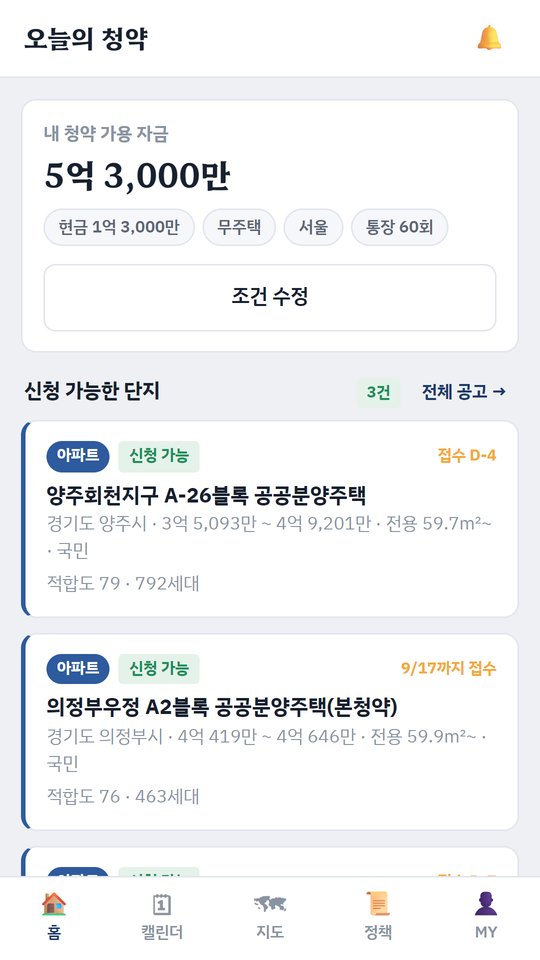 오늘의 청약
내 청약 가용 자금
5억 3,000만
현금 1억 3,000만
무주택
서울
통장 60회
조건 수정
신청 가능한 단지
3건
전체 공고 →
아파트
신청 가능
접수 D-4
양주회천지구 A-26블록 공공분양주택
경기도 양주시 · 3억 5,093만 ~ 4억 9,201만 · 전용 59.7m²~
· 국민
적합도 79 · 792세대
아파트
신청 가능
9/17까지 접수
의정부우정 A2블록 공공분양주택(본청약)
경기도 의정부시 · 4억 419만 ~ 4억 646만 · 전용 59.9m²~ ·
국민
적합도 76 · 463세대
홈
캘린더
지도
정책
MY